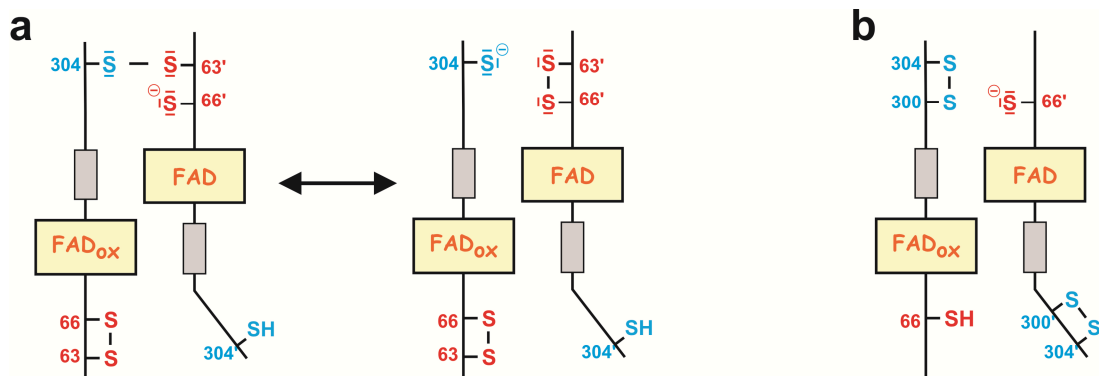 a
304 S — S 63'
⊖ S 66'
FAD
FADox
66 S
63 S
SH
304'
304 S ⊖
S 63'
S 66'
FAD
FADox
66 S
63 S
SH
304'
b
304 S
300 S
⊖ S 66'
FAD
FADox
66 SH
S
300'
S
304'